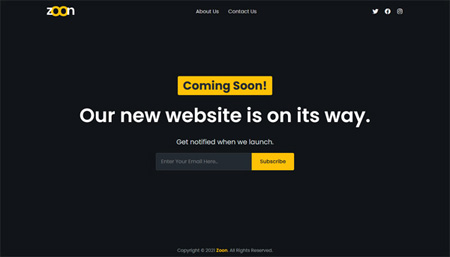 zoon
About Us Contact Us
Coming Soon!
Our new website is on its way.
Get notified when we launch.
Enter Your Email Here.. Subscribe
Copyright © 2021 Zoon. All Rights Reserved.